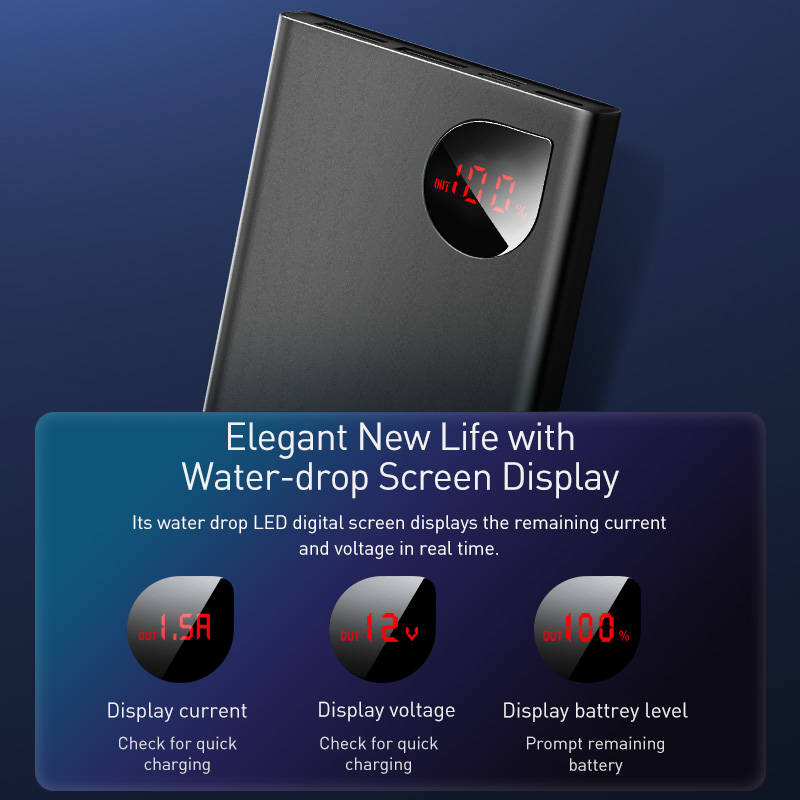 OUT 100 %
Elegant New Life with
Water-drop Screen Display
Its water drop LED digital screen displays the remaining current
and voltage in real time.
OUT 1.5A
OUT 12 v
OUT 100 %
Display current
Display voltage
Display battrey level
Check for quick
charging
Check for quick
charging
Prompt remaining
battery